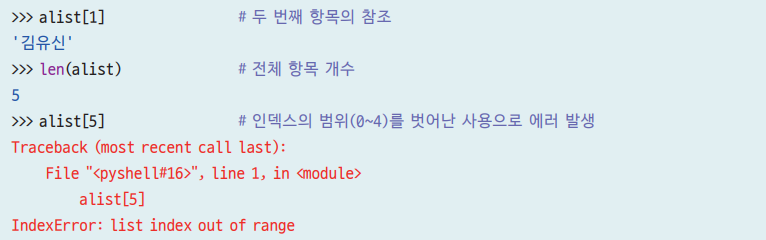 >>> alist[1] # 두 번째 항목의 참조
'김유신'
>>> len(alist) # 전체 항목 개수
5
>>> alist[5] # 인덱스의 범위(0~4)를 벗어난 사용으로 에러 발생
Traceback (most recent call last):
File "<pyshell#16>", line 1, in <module>
alist[5]
IndexError: list index out of range